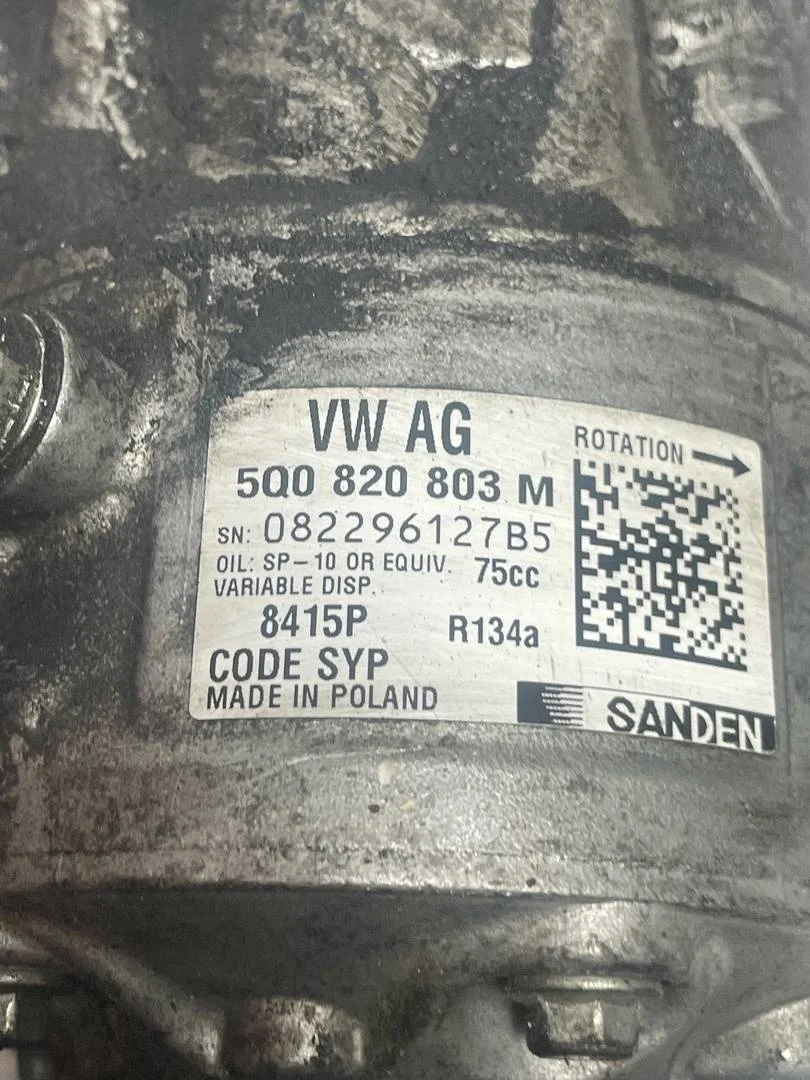 VW AG
ROTATION
5Q0 820 803 M
SN: 082296127B5
OIL: SP-10 OR EQUIV. 75cc
VARIABLE DISP.
8415P R134a
CODE SYP
MADE IN POLAND
SANDEN